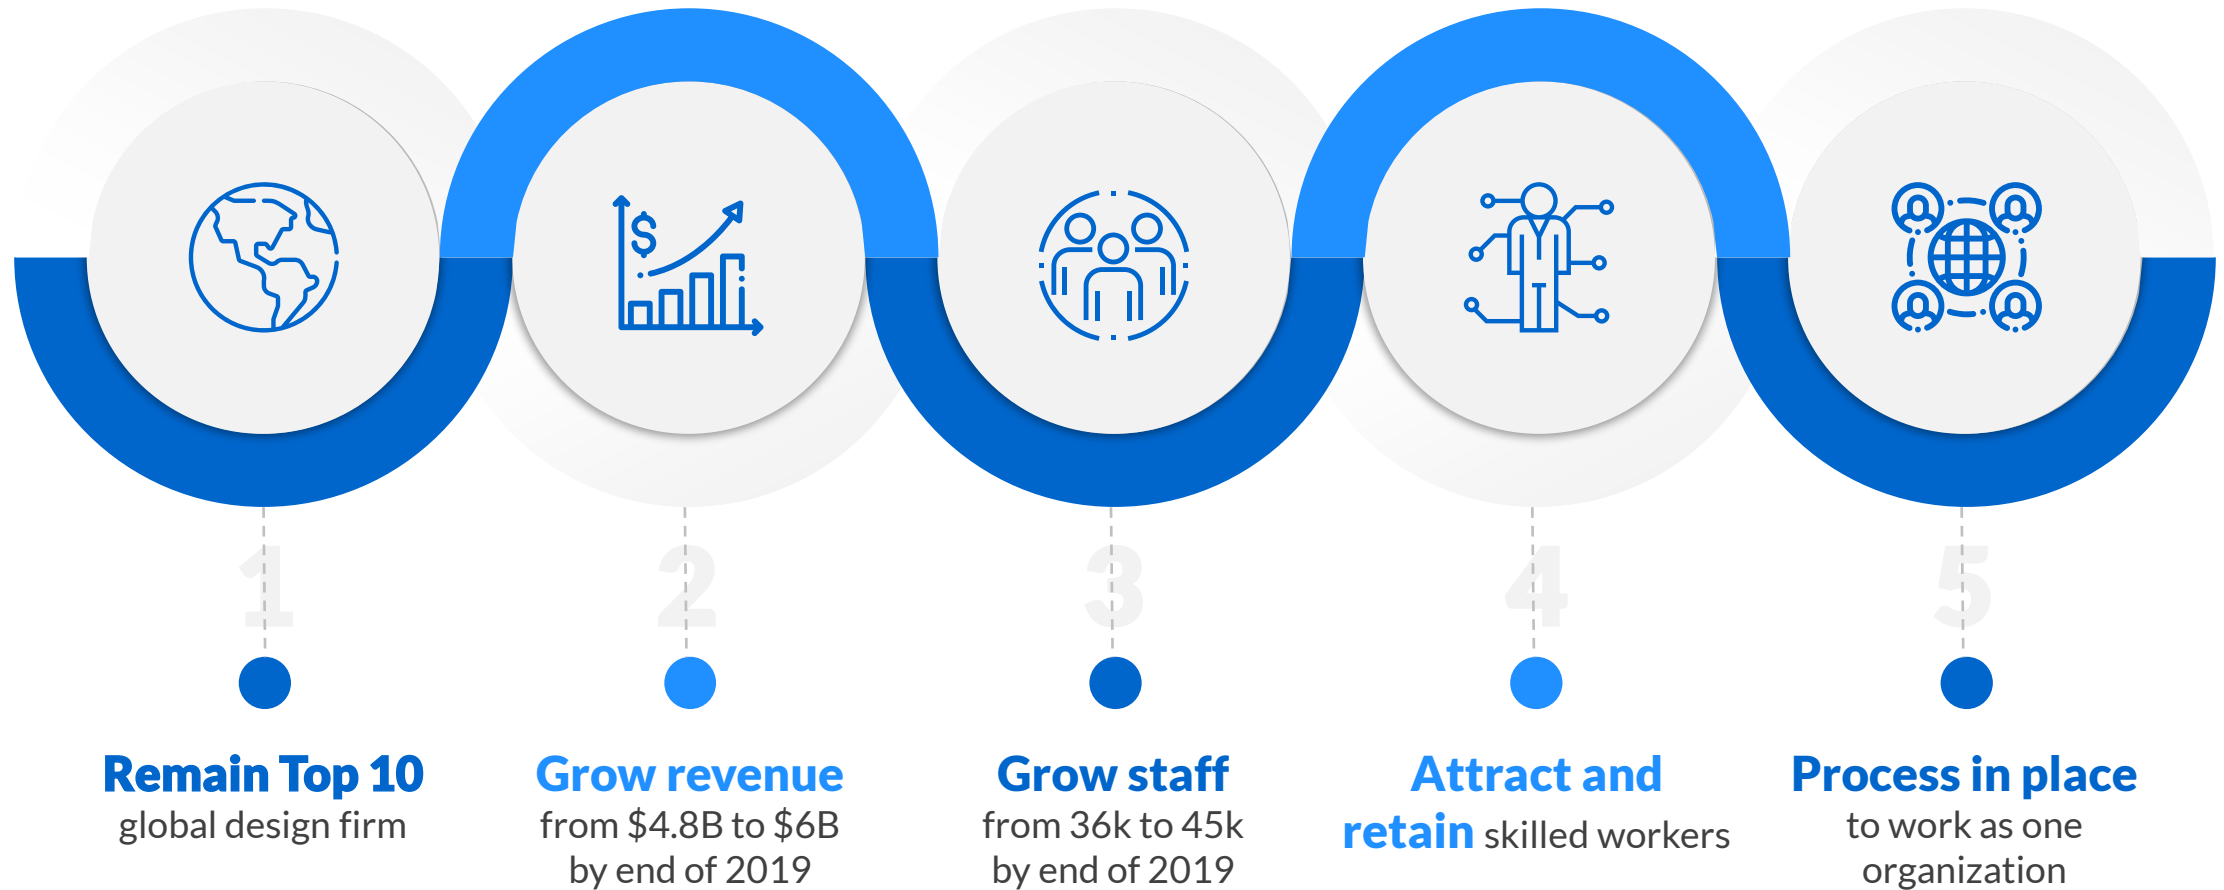 $
1
2
3
4
5
Remain Top 10
global design firm
Grow revenue
from $4.8B to $6B
by end of 2019
Grow staff
from 36k to 45k
by end of 2019
Attract and
retain skilled workers
Process in place
to work as one
organization